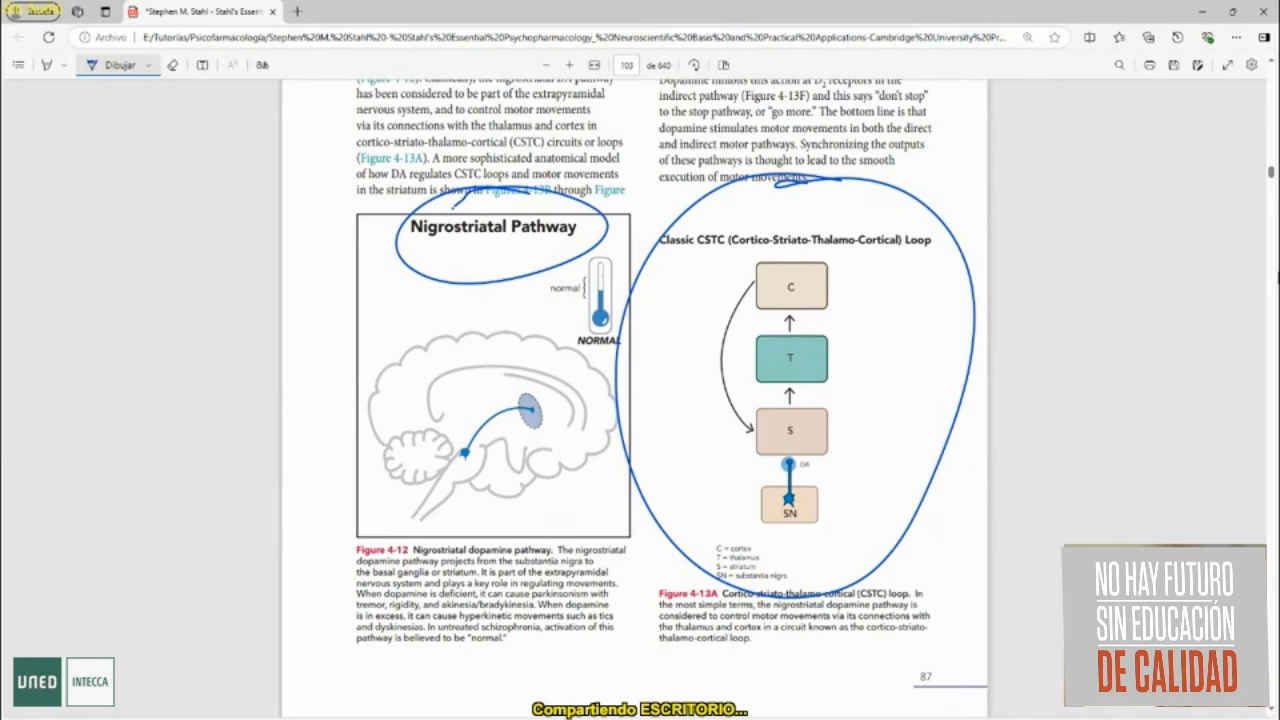 *Stephen M. Stahl - Stahl's Essen
Archivo
E:/Tutorías/Psicofarmacología/Stephen%20M.%20Stahl%20-%20Stahl's%20Essential%20Psychopharmacology_%20Neuroscientific%20Basis%20and%20Practical%20Applications-Cambridge%20University%20Pr...
Dibujar
103 de 640
has been considered to be part of the extrapyramidal
nervous system, and to control motor movements
via its connections with the thalamus and cortex in
cortico-striato-thalamo-cortical (CSTC) circuits or loops
(Figure 4-13A). A more sophisticated anatomical model
of how DA regulates CSTC loops and motor movements
in the striatum is shown in Figures 4-13B through Figure
Dopamine inhibits this action at D2 receptors in the
indirect pathway (Figure 4-13F) and this says "don't stop"
to the stop pathway, or "go more." The bottom line is that
dopamine stimulates motor movements in both the direct
and indirect motor pathways. Synchronizing the outputs
of these pathways is thought to lead to the smooth
execution of motor movements.
Nigrostriatal Pathway
normal
NORMAL
Figure 4-12 Nigrostriatal dopamine pathway. The nigrostriatal
dopamine pathway projects from the substantia nigra to
the basal ganglia or striatum. It is part of the extrapyramidal
nervous system and plays a key role in regulating movements.
When dopamine is deficient, it can cause parkinsonism with
tremor, rigidity, and akinesia/bradykinesia. When dopamine
is in excess, it can cause hyperkinetic movements such as tics
and dyskinesias. In untreated schizophrenia, activation of this
pathway is believed to be "normal."
Classic CSTC (Cortico-Striato-Thalamo-Cortical) Loop
C
T
S
DA
SN
C = cortex
T = thalamus
S = striatum
SN = substantia nigra
Figure 4-13A Cortico-striato-thalamo-cortical (CSTC) loop. In
the most simple terms, the nigrostriatal dopamine pathway is
considered to control motor movements via its connections with
the thalamus and cortex in a circuit known as the cortico-striato-
thalamo-cortical loop.
87
NO HAY FUTURO
SIN EDUCACIÓN
DE CALIDAD
UNED
INTECCA
Compartiendo ESCRITORIO...